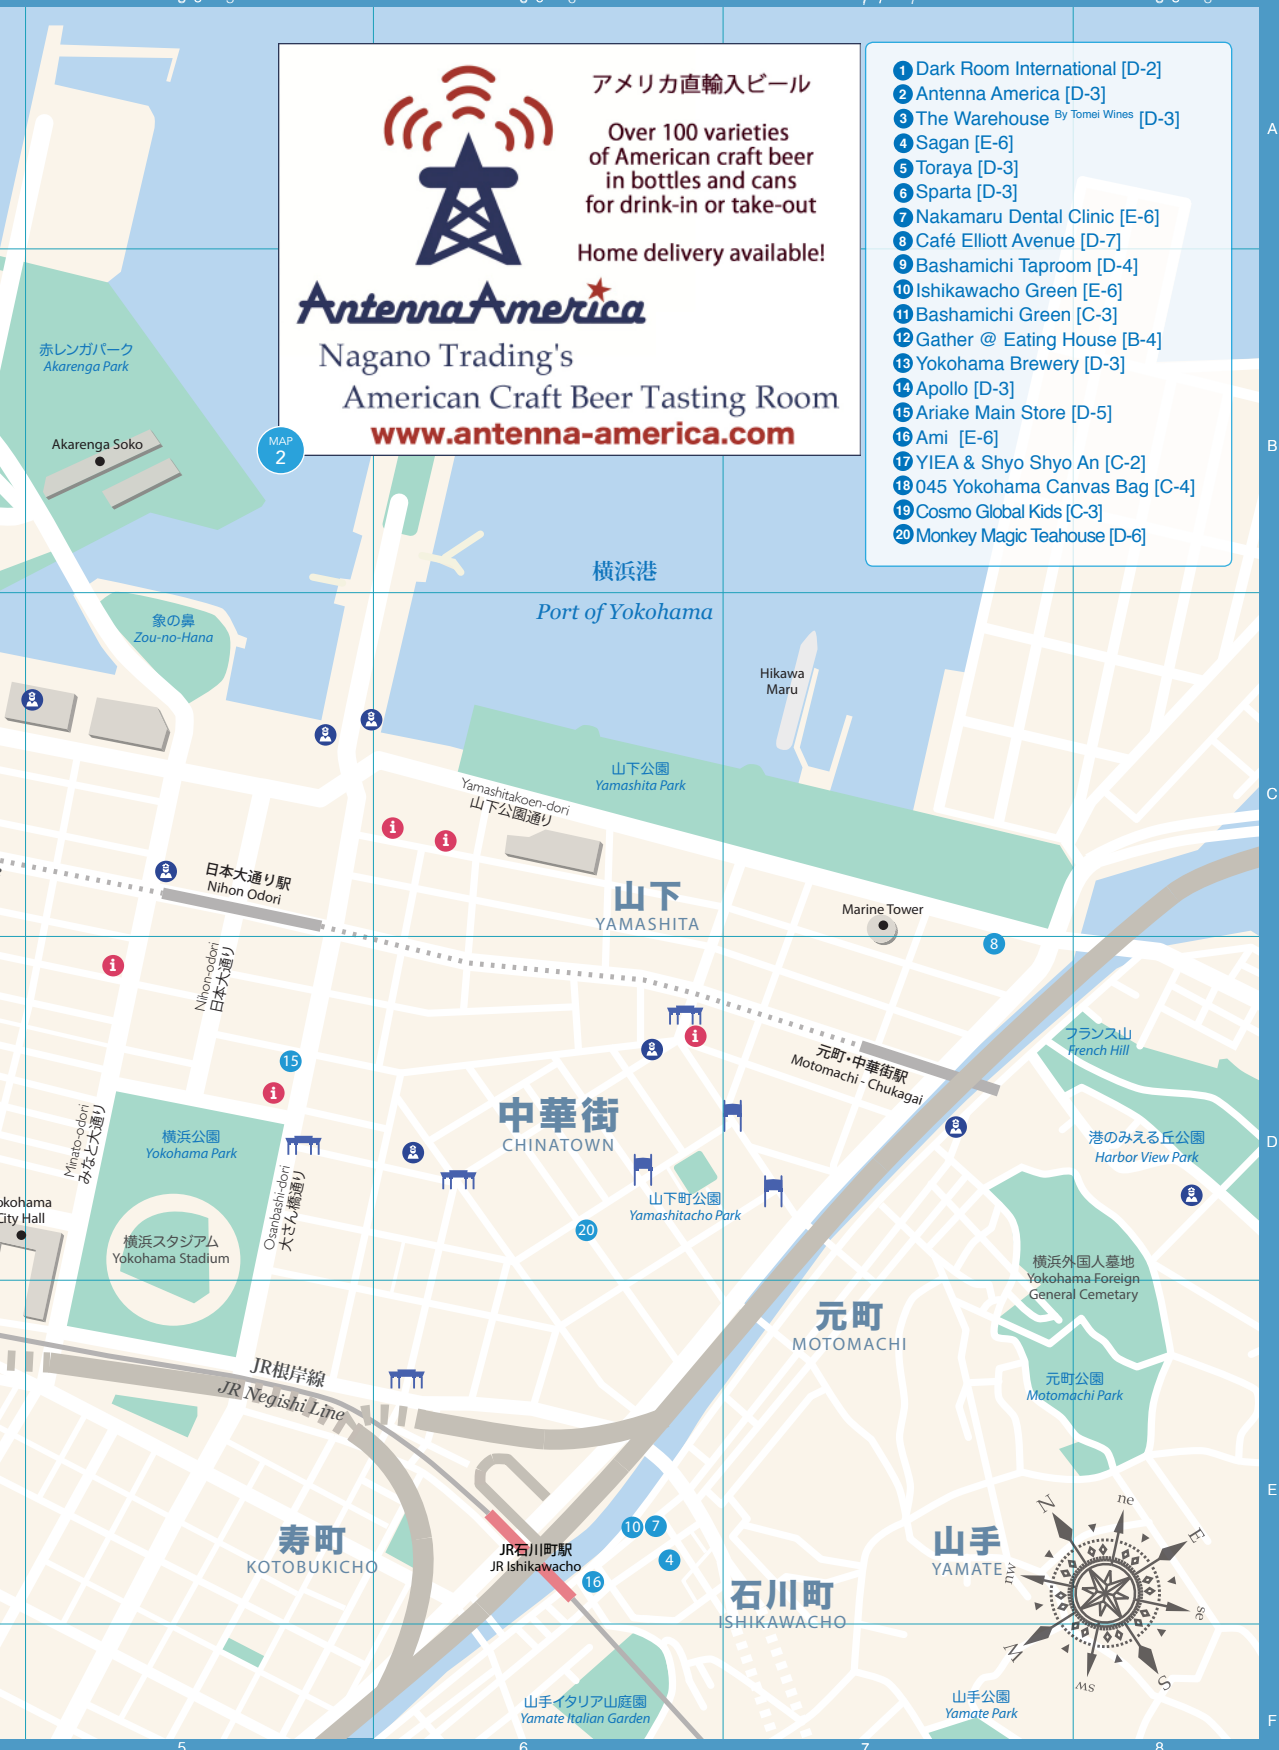 アメリカ直輸入ビール
Over 100 varieties
of American craft beer
in bottles and cans
for drink-in or take-out
Home delivery available!
AntennaAmerica
Nagano Trading's
American Craft Beer Tasting Room
www.antenna-america.com
1 Dark Room International [D-2]
2 Antenna America [D-3]
3 The Warehouse By Tomei Wines [D-3]
4 Sagan [E-6]
5 Toraya [D-3]
6 Sparta [D-3]
7 Nakamaru Dental Clinic [E-6]
8 Café Elliott Avenue [D-7]
9 Bashamichi Taproom [D-4]
10 Ishikawacho Green [E-6]
11 Bashamichi Green [C-3]
12 Gather @ Eating House [B-4]
13 Yokohama Brewery [D-3]
14 Apollo [D-3]
15 Ariake Main Store [D-5]
16 Ami [E-6]
17 YIEA & Shyo Shyo An [C-2]
18 045 Yokohama Canvas Bag [C-4]
19 Cosmo Global Kids [C-3]
20 Monkey Magic Teahouse [D-6]
A
赤レンガパーク
Akarenga Park
Akarenga Soko
MAP
2
B
横浜港
Port of Yokohama
象の鼻
Zou-no-Hana
Hikawa
Maru
山下公園
Yamashita Park
Yamashitakoen-dori
山下公園通り
C
日本大通り駅
Nihon Odori
山下
YAMASHITA
Marine Tower
8
Nihon-odori
日本大通り
フランス山
French Hill
元町・中華街駅
Motomachi - Chukagai
15
中華街
CHINATOWN
Minato-odori
みなと大通り
横浜公園
Yokohama Park
港のみえる丘公園
Harbor View Park
D
Osanbashi-dori
大さん橋通り
山下町公園
Yamashitacho Park
okohama
City Hall
20
横浜スタジアム
Yokohama Stadium
横浜外国人墓地
Yokohama Foreign
General Cemetary
元町
MOTOMACHI
JR根岸線
JR Negishi Line
元町公園
Motomachi Park
E
寿町
KOTOBUKICHO
JR石川町駅
JR Ishikawacho
10
7
4
16
山手
YAMATE
石川町
ISHIKAWACHO
N
ne
E
se
S
sw
W
nw
山手イタリア山庭園
Yamate Italian Garden
山手公園
Yamate Park
F
5
6
7
8